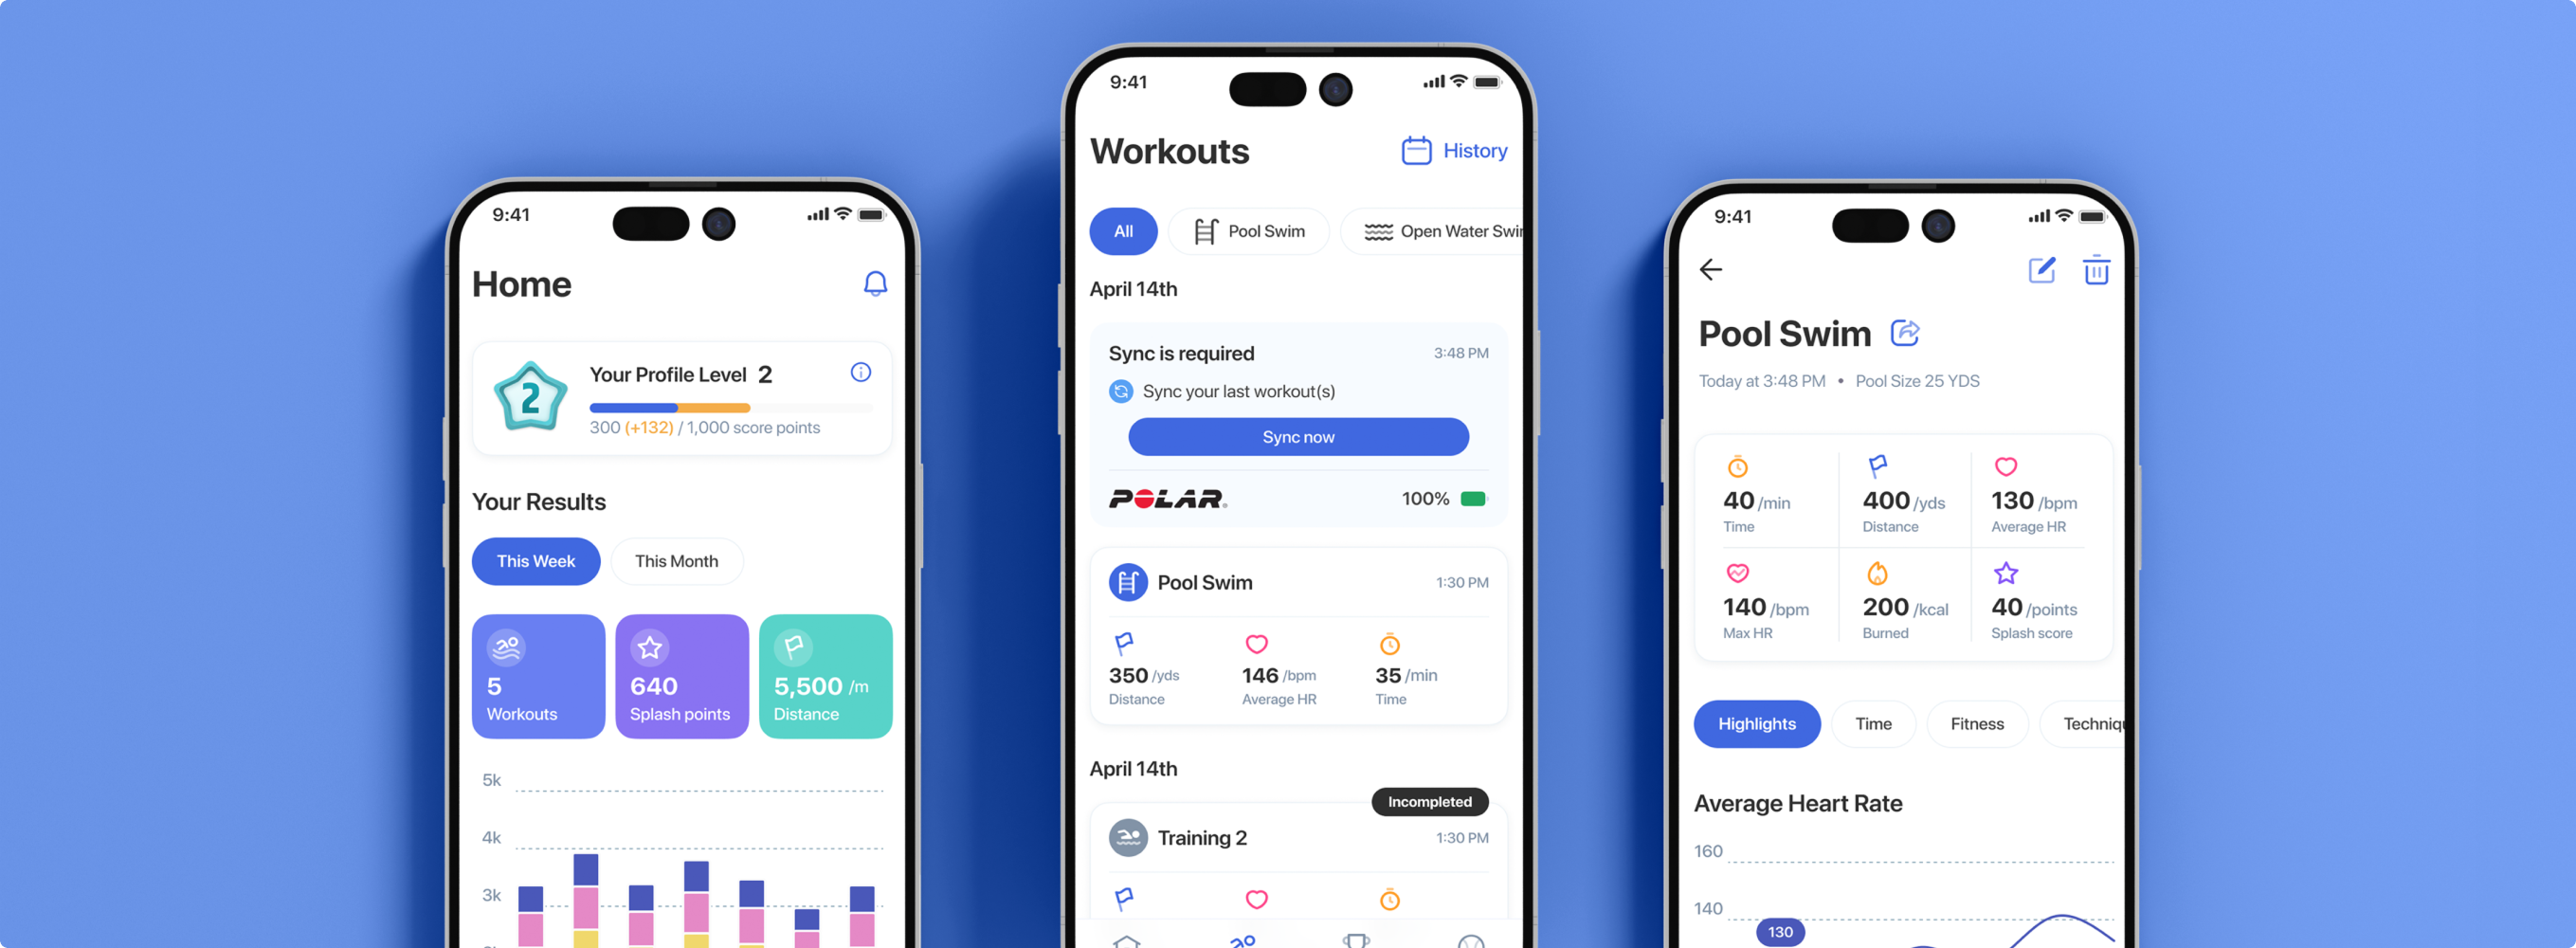 9:41
Home
2
Your Profile Level 2
300 (+132) / 1,000 score points
Your Results
This Week
This Month
5
Workouts
640
Splash points
5,500 /m
Distance
5k
4k
3k
9:41
Workouts
History
All
Pool Swim
Open Water Swi
April 14th
Sync is required
3:48 PM
Sync your last workout(s)
Sync now
POLAR®
100%
Pool Swim
1:30 PM
350 /yds
Distance
146 /bpm
Average HR
35 /min
Time
April 14th
Incompleted
Training 2
1:30 PM
9:41
Pool Swim
Today at 3:48 PM • Pool Size 25 YDS
40 /min
Time
400 /yds
Distance
130 /bpm
Average HR
140 /bpm
Max HR
200 /kcal
Burned
40 /points
Splash score
Highlights
Time
Fitness
Techniqu
Average Heart Rate
160
140
130